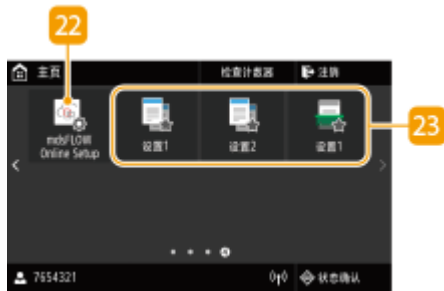 22
主页
检查计数器
注销
mdsFLOW
Online Setup
设置1
设置2
设置1
23
7654321
状态确认